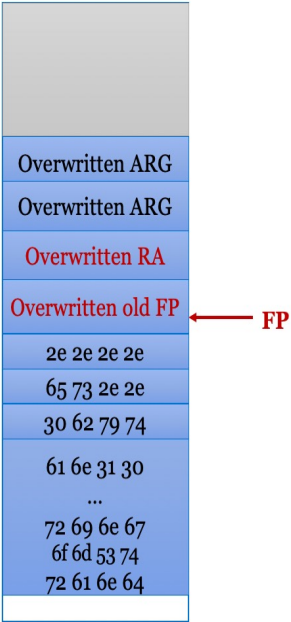 Overwritten ARG
Overwritten ARG
Overwritten RA
Overwritten old FP
FP
2e 2e 2e 2e
65 73 2e 2e
30 62 79 74
61 6e 31 30
...
72 69 6e 67
6f 6d 53 74
72 61 6e 64